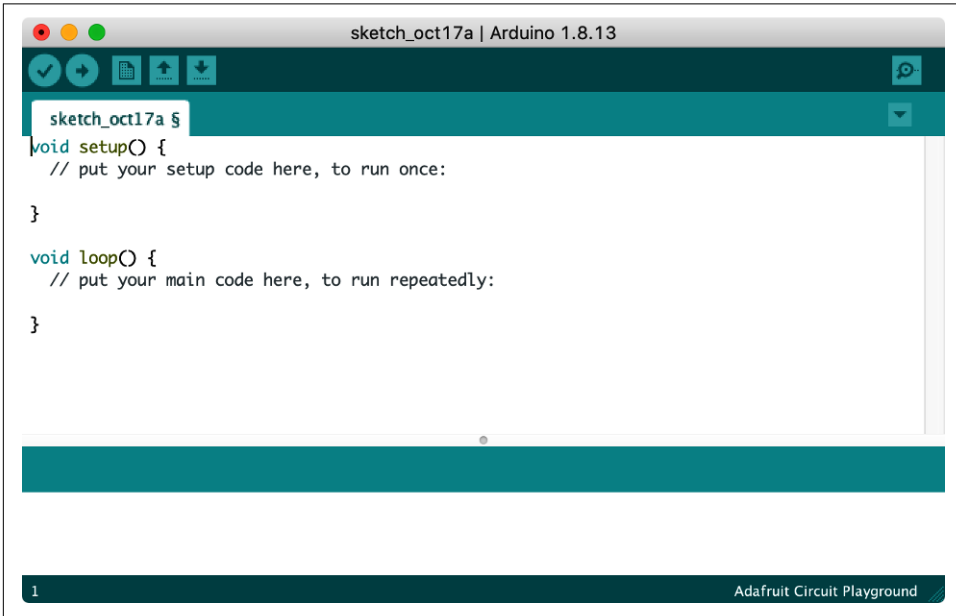 sketch_oct17a | Arduino 1.8.13
sketch_oct17a §
void setup() {
  // put your setup code here, to run once:
}
void loop() {
  // put your main code here, to run repeatedly:
}
1
Adafruit Circuit Playground